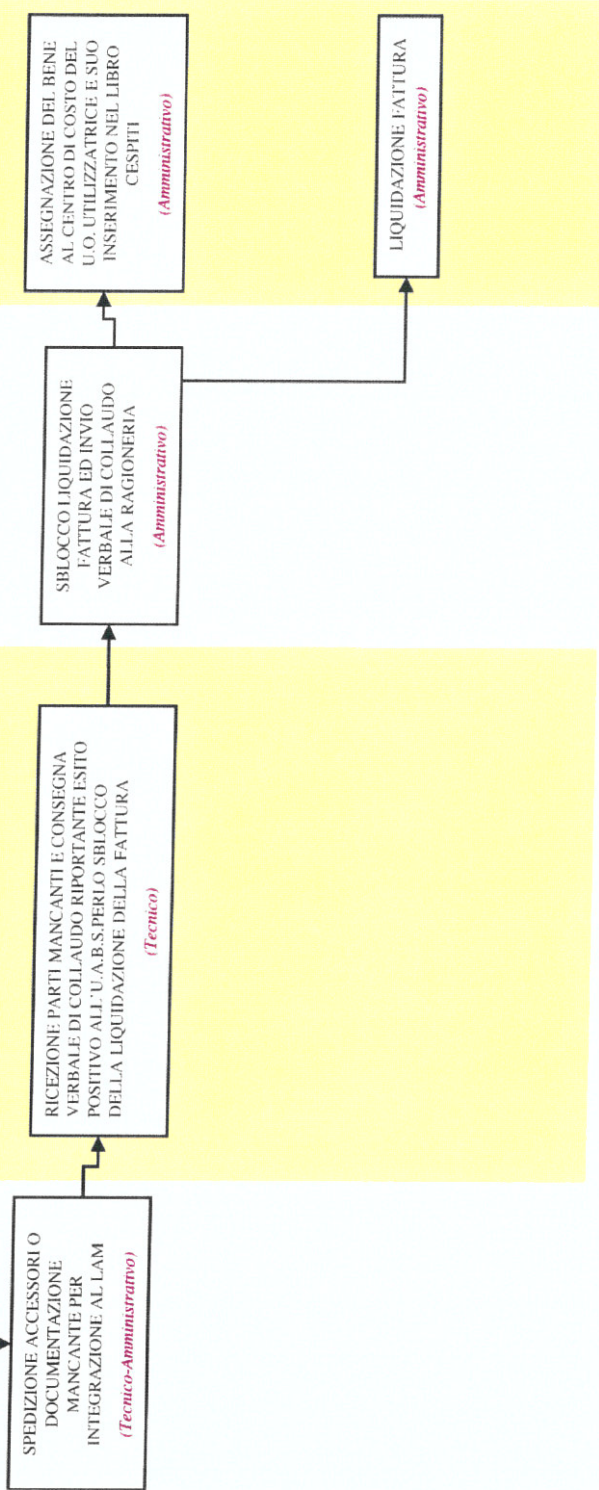 SPEDIZIONE ACCESSORI O
DOCUMENTAZIONE
MANCANTE PER
INTEGRAZIONE AL LAM
(Tecnico-Amministrativo)
RICEZIONE PARTI MANCANTI E CONSEGNA
VERBALE DI COLLAUDO RIPORTANTE ESITO
POSITIVO ALL'U.A.B.S.PERLO SBLOCCO
DELLA LIQUIDAZIONE DELLA FATTURA
(Tecnico)
SBLOCCO LIQUIDAZIONE
FATTURA ED INVIO
VERBALE DI COLLAUDO
ALLA RAGIONERIA
(Amministrativo)
ASSEGNAZIONE DEL BENE
AL CENTRO DI COSTO DEL
U.O. UTILIZZATRICE E SUO
INSERIMENTO NEL LIBRO
CESPITI
(Amministrativo)
LIQUIDAZIONE FATTURA
(Amministrativo)